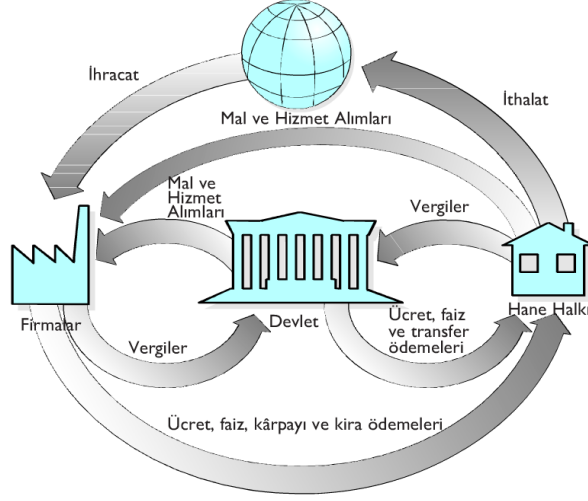 İhracat
İthalat
Mal ve Hizmet Alımları
Mal ve
Hizmet
Alımları
Vergiler
Firmalar
Devlet
Hane Halkı
Vergiler
Ücret, faiz
ve transfer
ödemeleri
Ücret, faiz, kârpayı ve kira ödemeleri